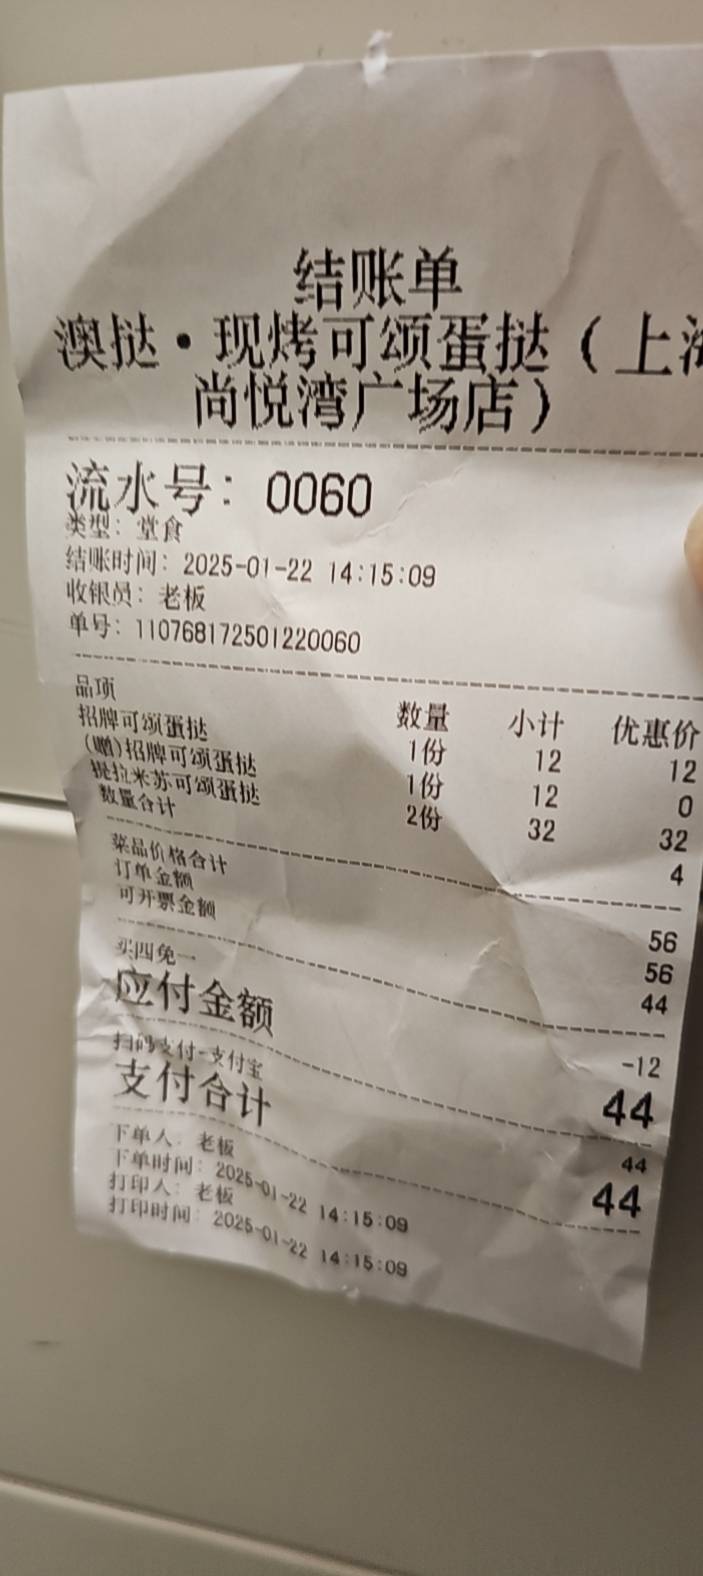 结账单
澳挞·现烤可颂蛋挞（上海
尚悦湾广场店）
流水号：0060
类型：堂食
结账时间：2025-01-22 14:15:09
收银员：老板
单号：110768172501220060
品项 数量 小计 优惠价
招牌可颂蛋挞 1份 12 12
(赠)招牌可颂蛋挞 1份 12 0
提拉米苏可颂蛋挞 2份 32 32
数量合计 4
菜品价格合计 56
订单金额 56
可开票金额 44
买四免一 -12
应付金额 44
扫码支付-支付宝 44
支付合计 44
下单人：老板
下单时间：2025-01-22 14:15:09
打印人：老板
打印时间：2025-01-22 14:15:09